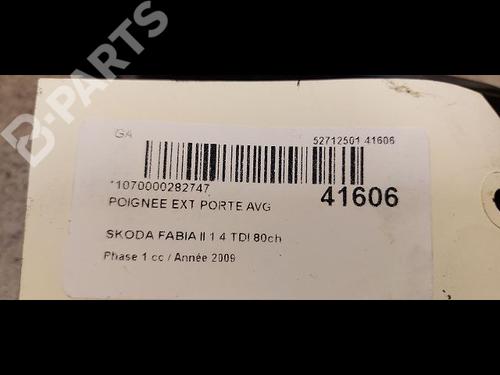 B-PARTS
GA
52712501 41606
*1070000282747
41606
POIGNEE EXT PORTE AVG
SKODA FABIA II 1 4 TDI 80ch
Phase 1 cc / Année 2009
B-PARTS